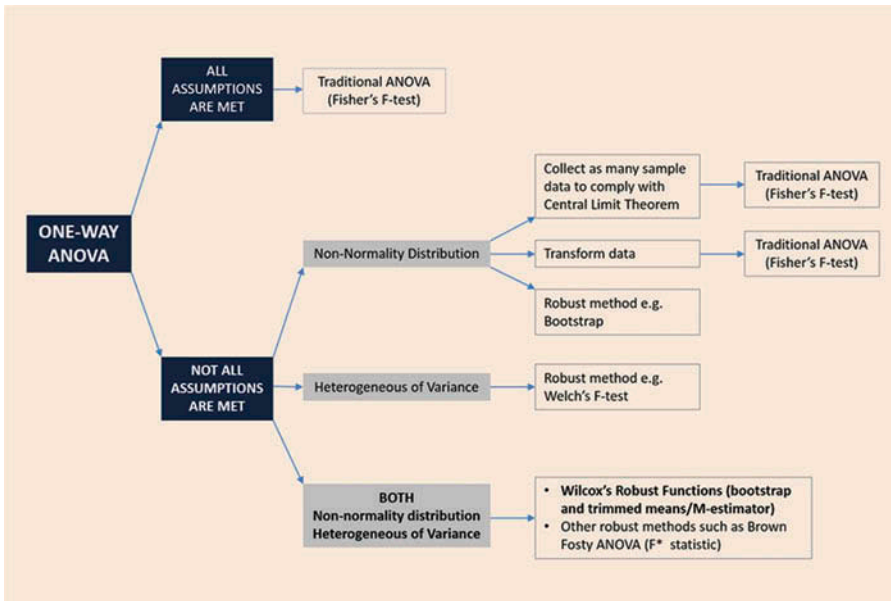 ALL
ASSUMPTIONS
ARE MET
Traditional ANOVA
(Fisher's F-test)
ONE-WAY
ANOVA
Non-Normality Distribution
Collect as many sample
data to comply with
Central Limit Theorem
Traditional ANOVA
(Fisher's F-test)
Transform data
Traditional ANOVA
(Fisher's F-test)
Robust method e.g.
Bootstrap
NOT ALL
ASSUMPTIONS
ARE MET
Heterogeneous of Variance
Robust method e.g.
Welch's F-test
BOTH
Non-normality distribution
Heterogeneous of Variance
• Wilcox's Robust Functions (bootstrap
and trimmed means/M-estimator)
• Other robust methods such as Brown
Fosty ANOVA (F* statistic)